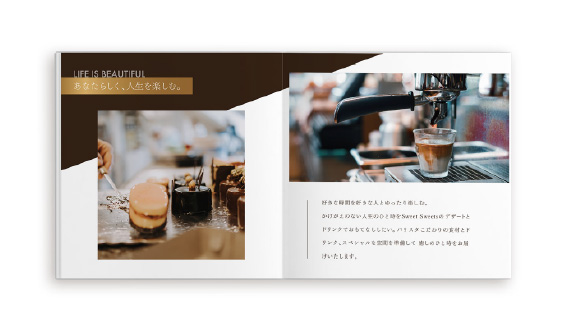 LIFE IS BEAUTIFUL
あなたらしく、人生を楽しむ。
好きな時間を好きな人とゆったり楽しむ。
かけがえのない人生のひと時をSweet Sweetsのデザートと
ドリンクでおもてなししたい。バリスタこだわりの食材とド
リンク、スペシャルな空間を準備して 癒しのひと時をお届
けいたします。